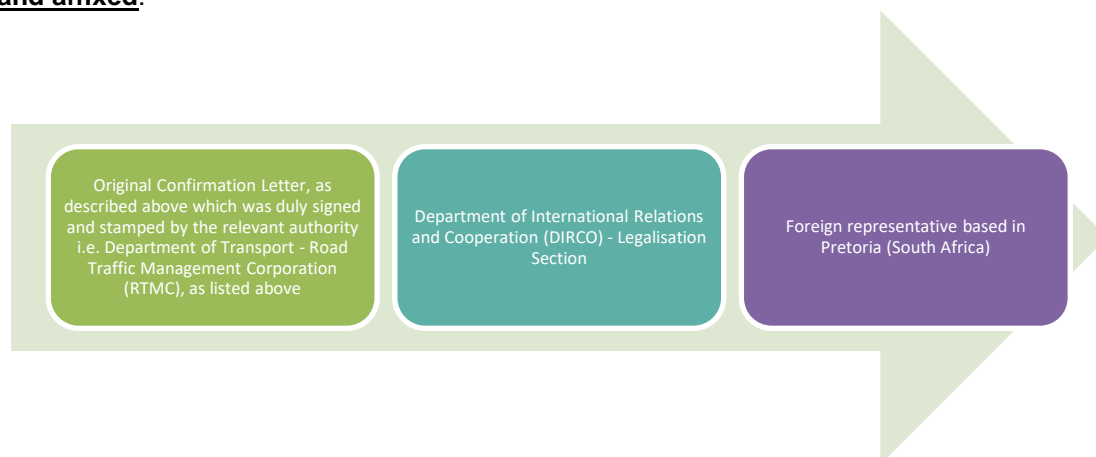 and affixed.
Original Confirmation Letter, as
described above which was duly signed
and stamped by the relevant authority
i.e. Department of Transport - Road
Traffic Management Corporation
(RTMC), as listed above
Department of International Relations
and Cooperation (DIRCO) - Legalisation
Section
Foreign representative based in
Pretoria (South Africa)